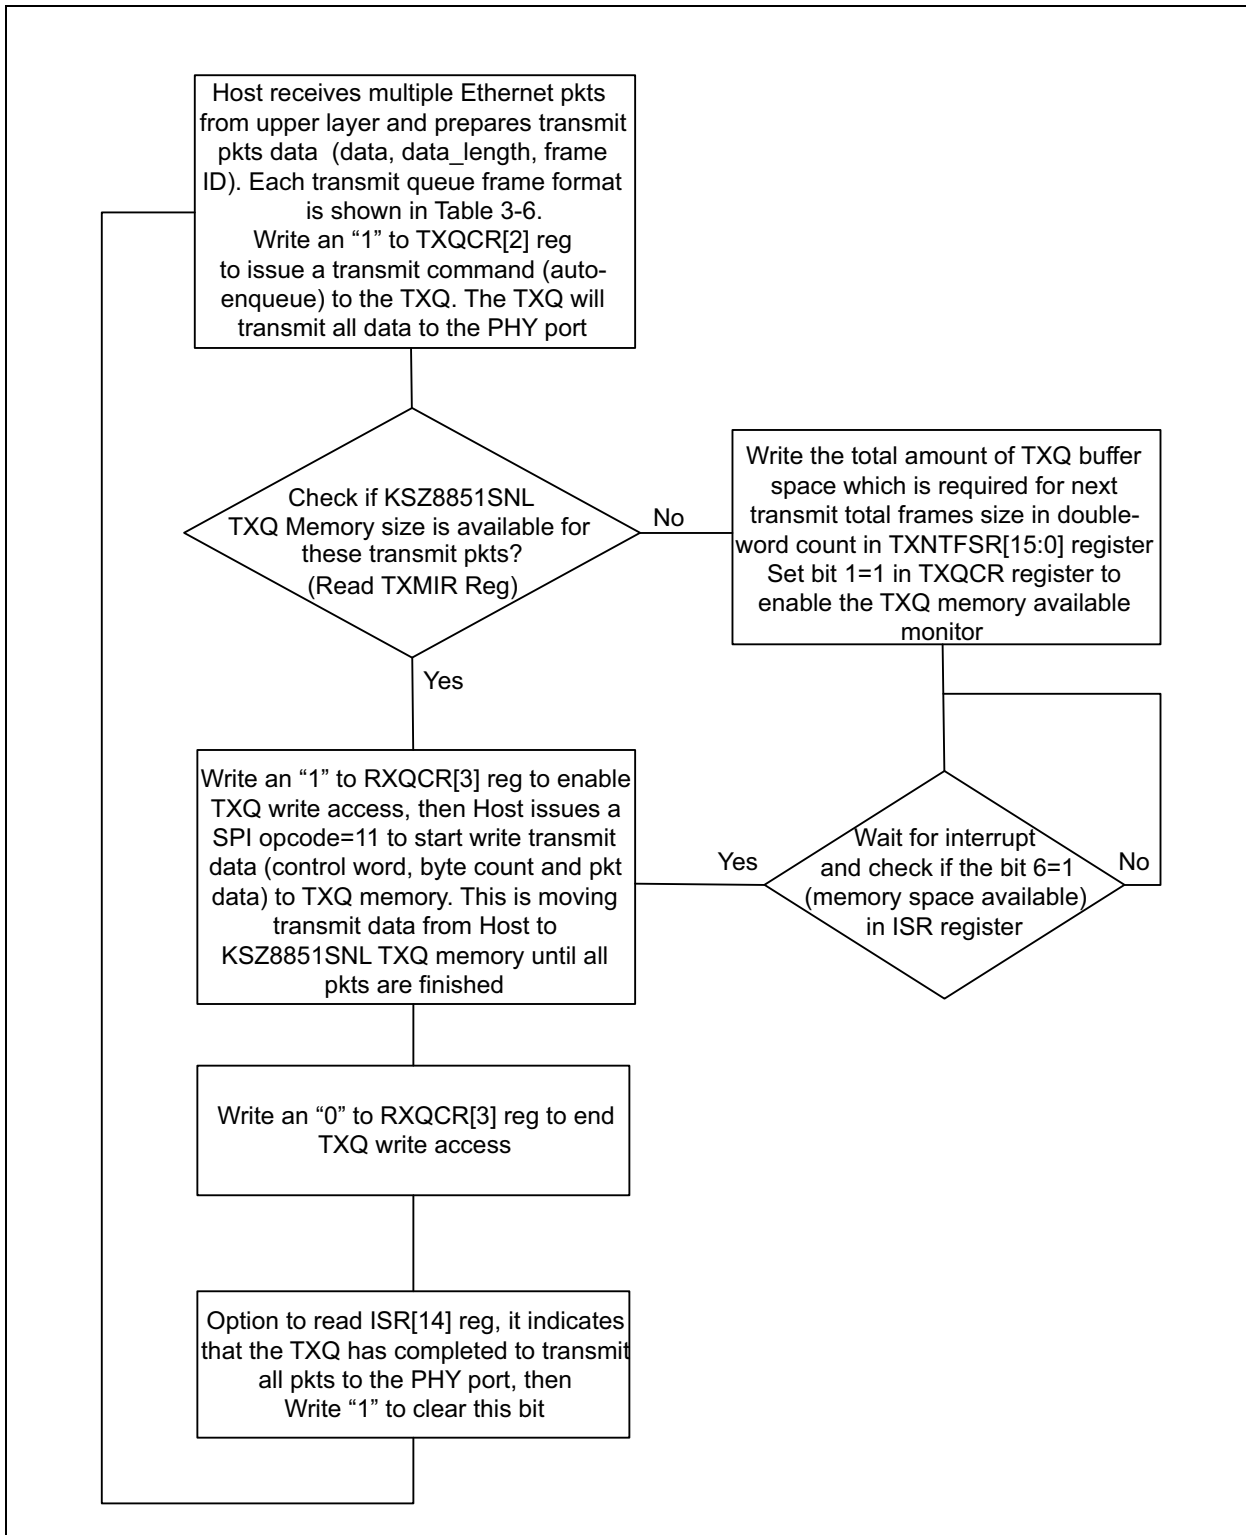 Host receives multiple Ethernet pkts
from upper layer and prepares transmit
pkts data (data, data_length, frame
ID). Each transmit queue frame format
is shown in Table 3-6.
Write an “1” to TXQCR[2] reg
to issue a transmit command (auto-
enqueue) to the TXQ. The TXQ will
transmit all data to the PHY port
Check if KSZ8851SNL
TXQ Memory size is available for
these transmit pkts?
(Read TXMIR Reg)
No
Write the total amount of TXQ buffer
space which is required for next
transmit total frames size in double-
word count in TXNTFSR[15:0] register
Set bit 1=1 in TXQCR register to
enable the TXQ memory available
monitor
Yes
Write an “1” to RXQCR[3] reg to enable
TXQ write access, then Host issues a
SPI opcode=11 to start write transmit
data (control word, byte count and pkt
data) to TXQ memory. This is moving
transmit data from Host to
KSZ8851SNL TXQ memory until all
pkts are finished
Yes
Wait for interrupt
and check if the bit 6=1
(memory space available)
in ISR register
No
Write an “0” to RXQCR[3] reg to end
TXQ write access
Option to read ISR[14] reg, it indicates
that the TXQ has completed to transmit
all pkts to the PHY port, then
Write “1” to clear this bit